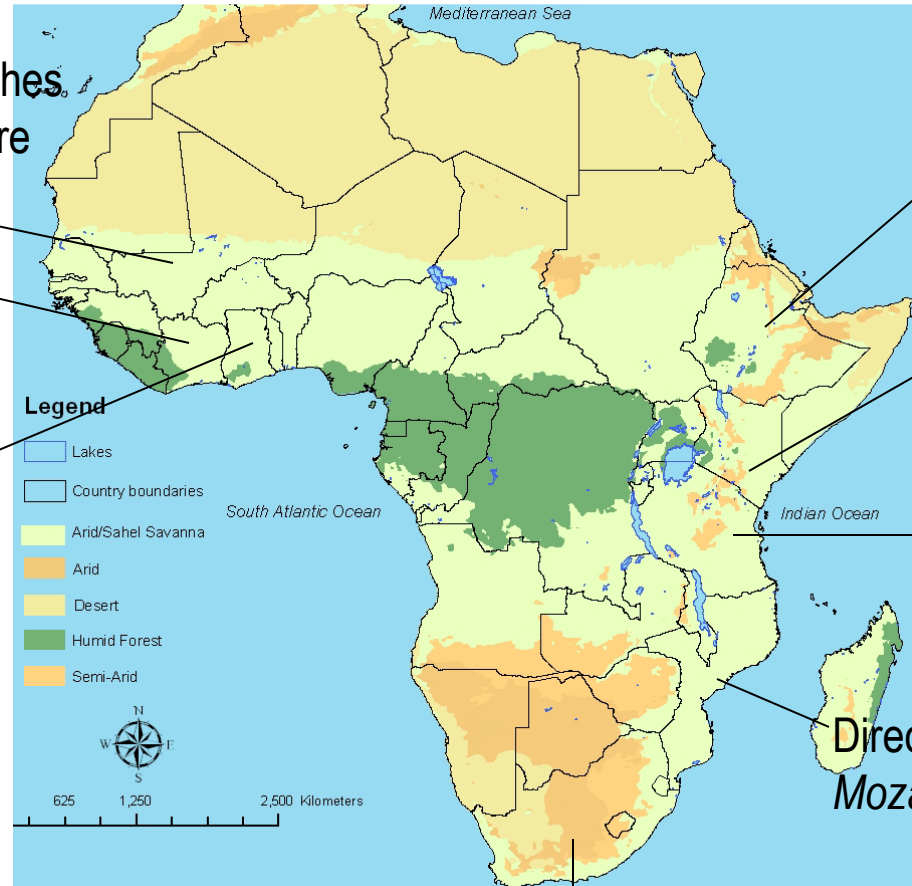 Mediterranean Sea
Legend
Lakes
Country boundaries
Arid/Sahel Savanna
Arid
Desert
Humid Forest
Semi-Arid
South Atlantic Ocean
Indian Ocean
N
W E
S
625 1,250 2,500 Kilometers